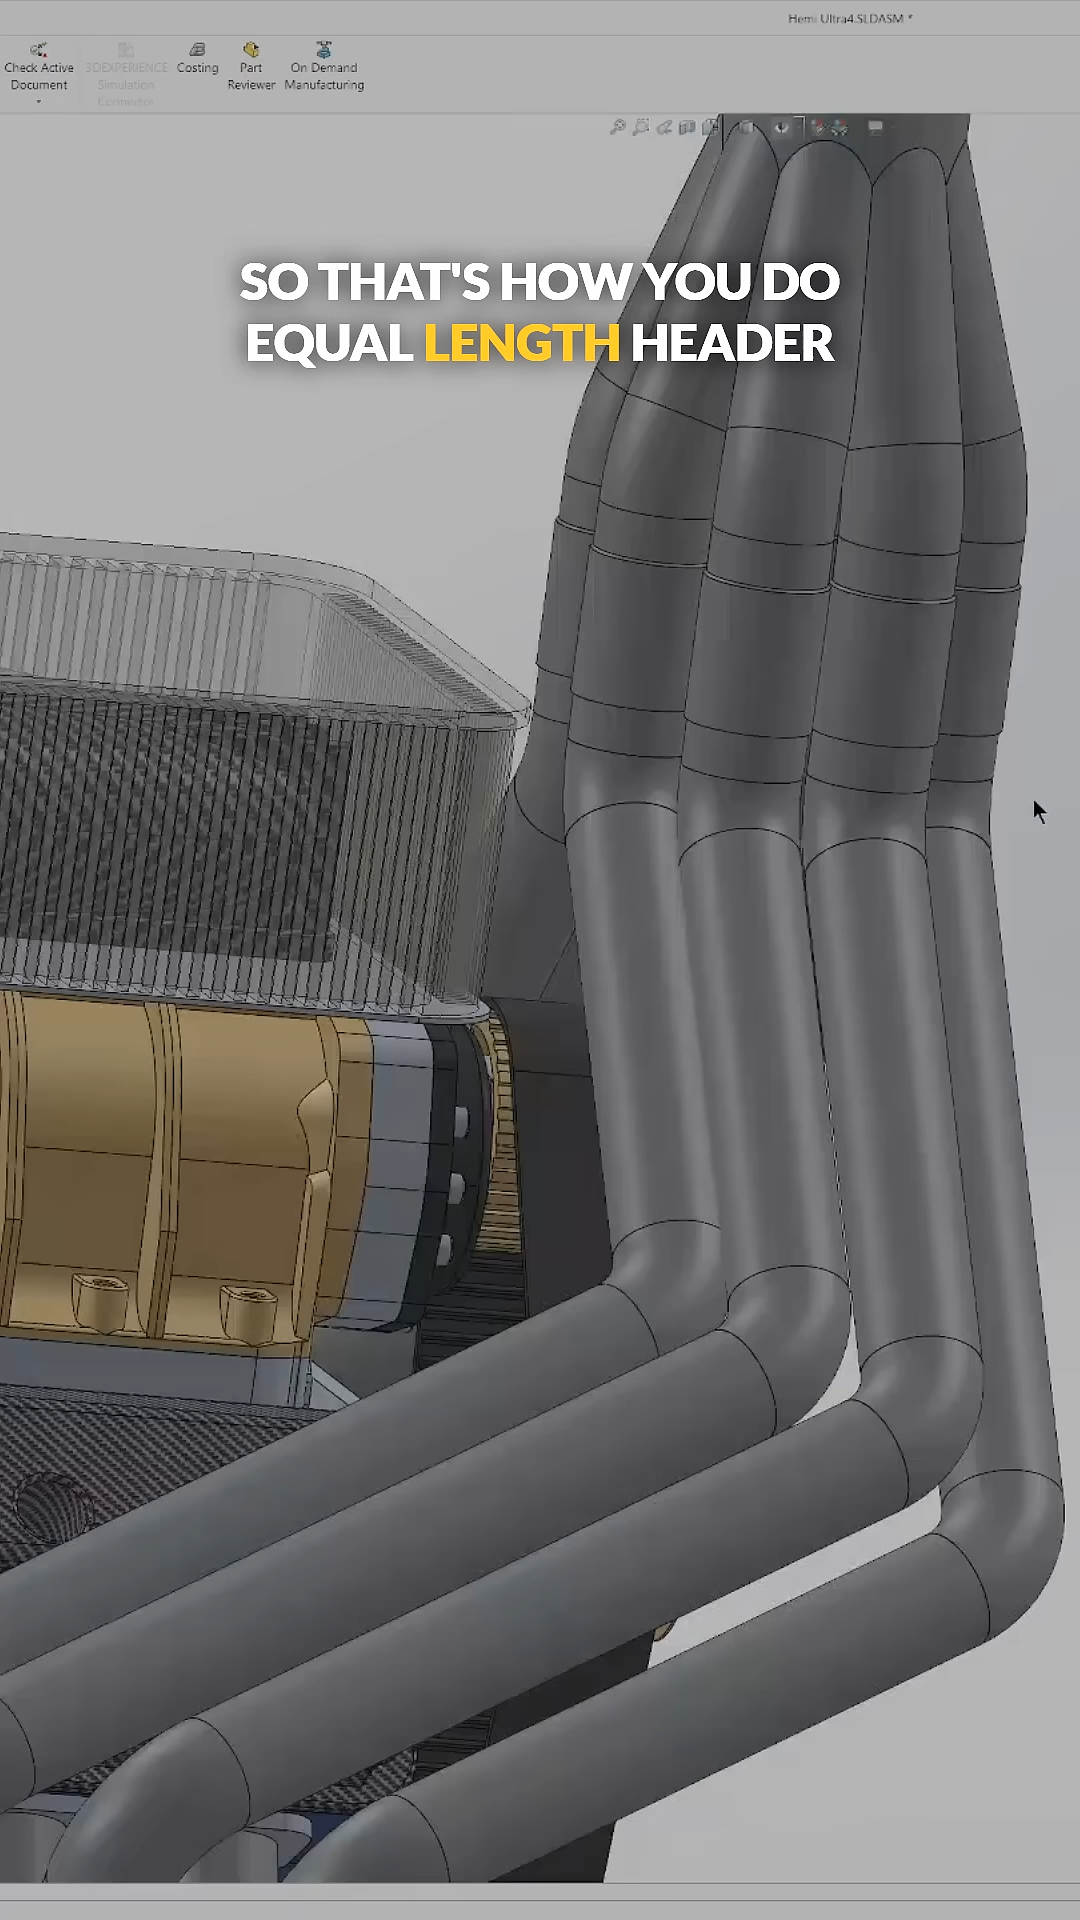 Hemi Ultra4.SLDASM *
Check Active
Document
3DEXPERIENCE
Simulation
Connector
Costing
Part
Reviewer
On Demand
Manufacturing
SO THAT'S HOW YOU DO
EQUAL LENGTH HEADER